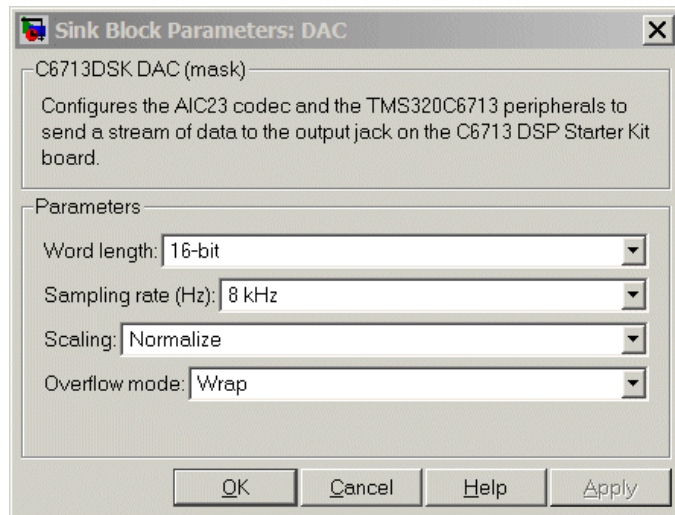 Sink Block Parameters: DAC
C6713DSK DAC (mask)
Configures the AIC23 codec and the TMS320C6713 peripherals to
send a stream of data to the output jack on the C6713 DSP Starter Kit
board.
Parameters
Word length: 16-bit
Sampling rate (Hz): 8 kHz
Scaling: Normalize
Overflow mode: Wrap
OK Cancel Help Apply